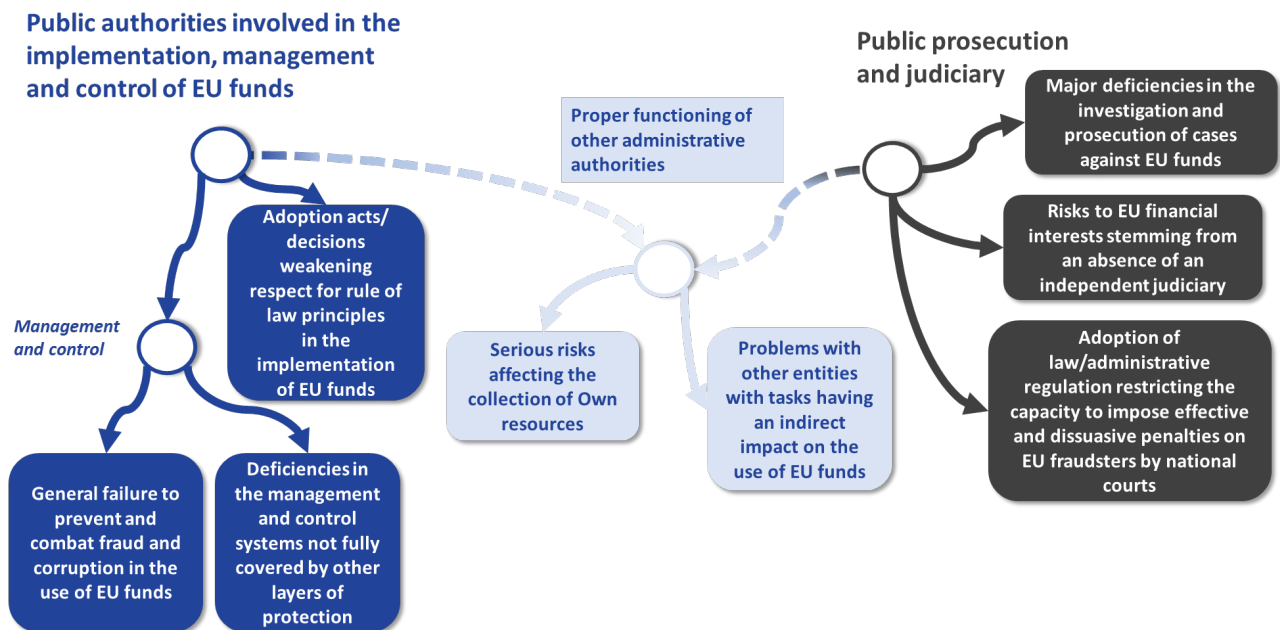 Public authorities involved in the
implementation, management
and control of EU funds
Adoption acts/
decisions
weakening
respect for rule of
law principles
in the
implementation
of EU funds
Management
and control
General failure to
prevent and
combat fraud and
corruption in the
use of EU funds
Deficiencies in
the management
and control
systems not fully
covered by other
layers of
protection
Proper functioning of
other administrative
authorities
Serious risks
affecting the
collection of Own
resources
Problems with
other entities
with tasks having
an indirect
impact on the
use of EU funds
Public prosecution
and judiciary
Major deficiencies in the
investigation and
prosecution of cases
against EU funds
Risks to EU financial
interests stemming from
an absence of an
independent judiciary
Adoption of
law/administrative
regulation restricting the
capacity to impose effective
and dissuasive penalties on
EU fraudsters by national
courts